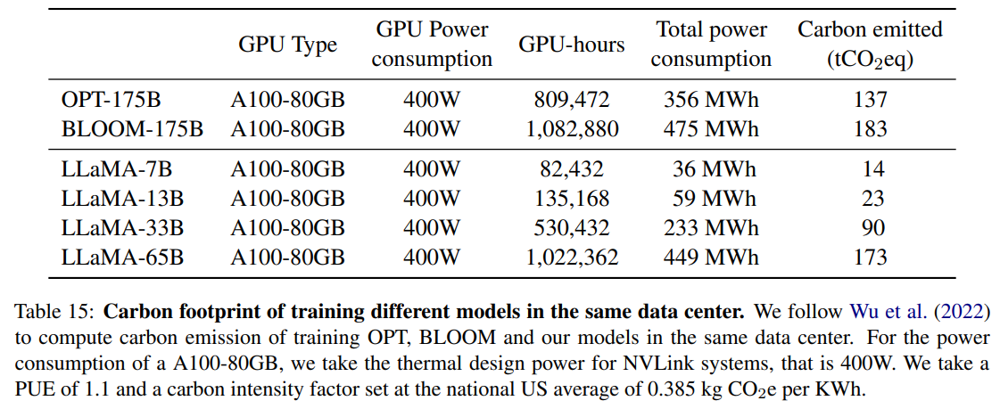 GPU Type GPU Power consumption GPU-hours Total power consumption Carbon emitted (tCO₂eq)
OPT-175B A100-80GB 400W 809,472 356 MWh 137
BLOOM-175B A100-80GB 400W 1,082,880 475 MWh 183
LLaMA-7B A100-80GB 400W 82,432 36 MWh 14
LLaMA-13B A100-80GB 400W 135,168 59 MWh 23
LLaMA-33B A100-80GB 400W 530,432 233 MWh 90
LLaMA-65B A100-80GB 400W 1,022,362 449 MWh 173
Table 15: Carbon footprint of training different models in the same data center. We follow Wu et al. (2022)
to compute carbon emission of training OPT, BLOOM and our models in the same data center. For the power
consumption of a A100-80GB, we take the thermal design power for NVLink systems, that is 400W. We take a
PUE of 1.1 and a carbon intensity factor set at the national US average of 0.385 kg CO₂e per KWh.